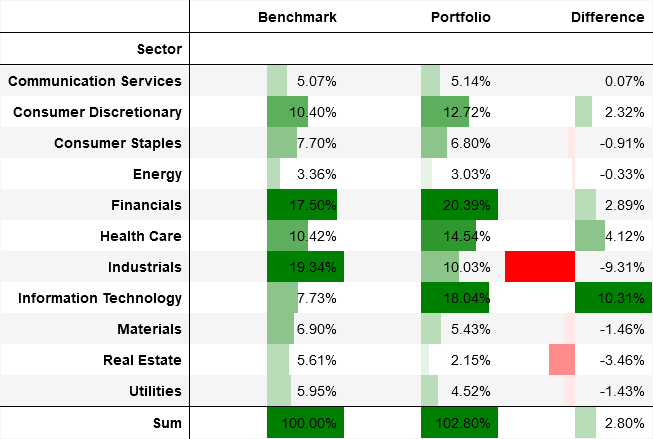 Benchmark Portfolio Difference
Sector
Communication Services 5.07% 5.14% 0.07%
Consumer Discretionary 10.40% 12.72% 2.32%
Consumer Staples 7.70% 6.80% -0.91%
Energy 3.36% 3.03% -0.33%
Financials 17.50% 20.39% 2.89%
Health Care 10.42% 14.54% 4.12%
Industrials 19.34% 10.03% -9.31%
Information Technology 7.73% 18.04% 10.31%
Materials 6.90% 5.43% -1.46%
Real Estate 5.61% 2.15% -3.46%
Utilities 5.95% 4.52% -1.43%
Sum 100.00% 102.80% 2.80%